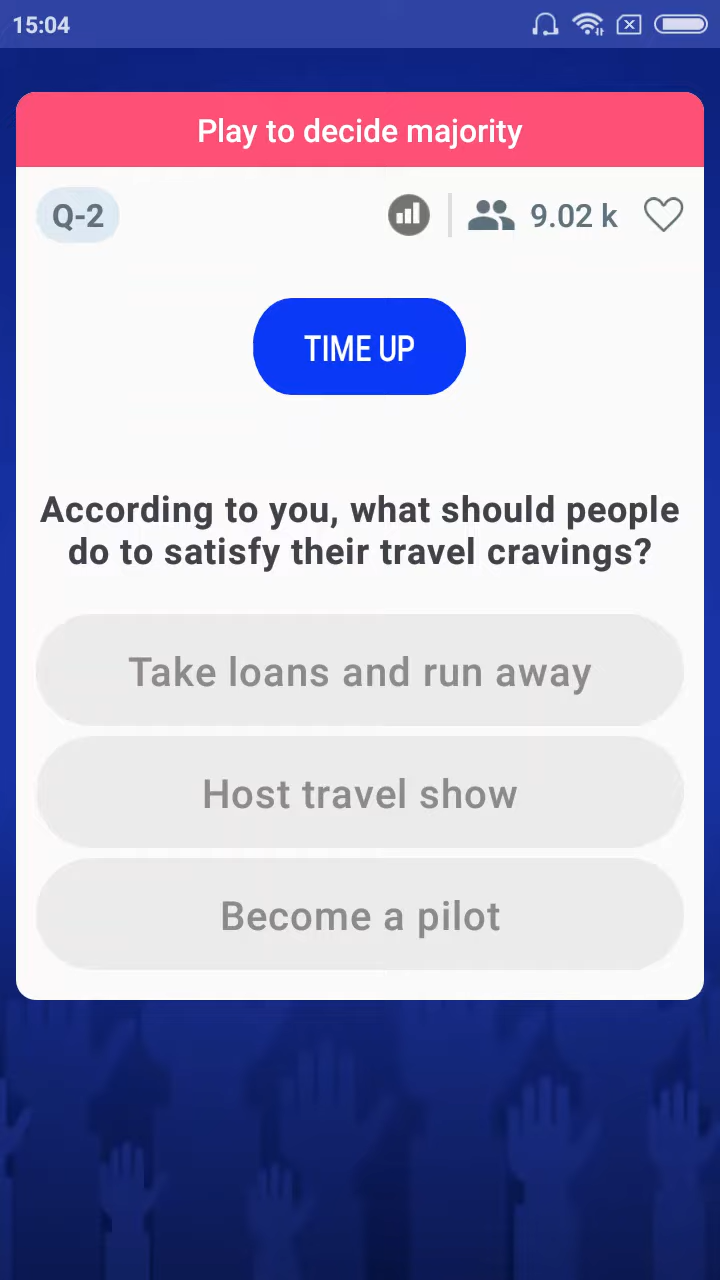 15:04
Play to decide majority
Q-2
9.02 k
TIME UP
According to you, what should people
do to satisfy their travel cravings?
Take loans and run away
Host travel show
Become a pilot